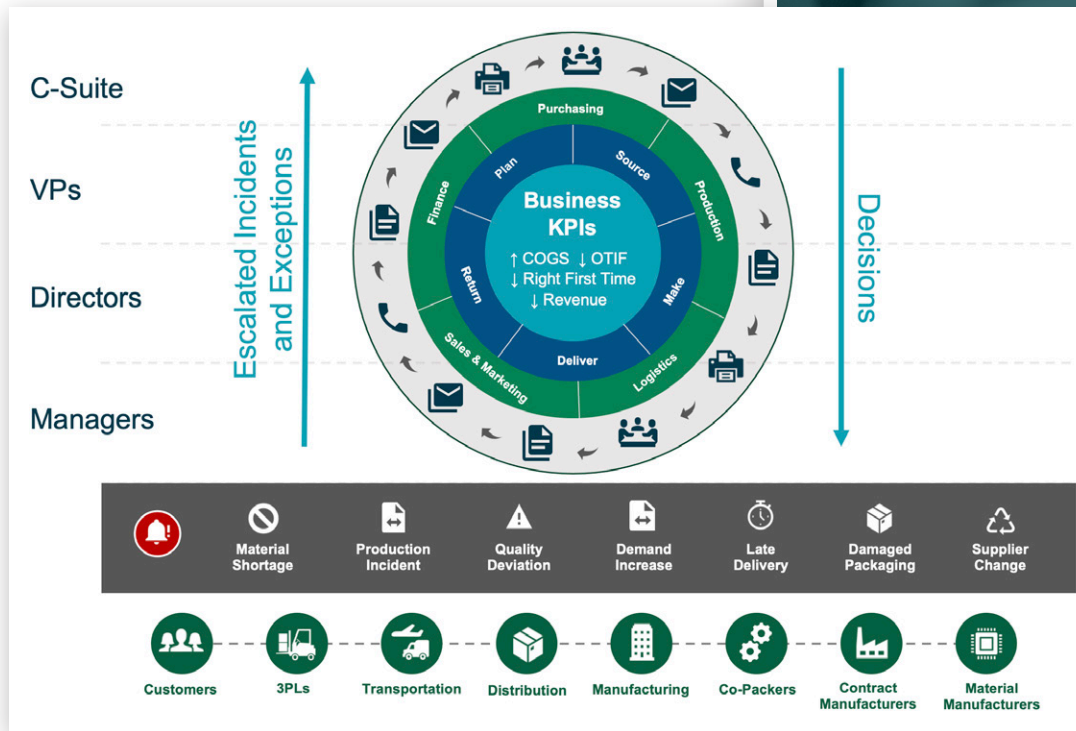 C-Suite
VPs
Directors
Managers
Escalated Incidents
and Exceptions
Purchasing
Plan
Source
Finance
Production
Business
KPIs
↑ COGS ↓ OTIF
↓ Right First Time
↓ Revenue
Return
Make
Deliver
Sales & Marketing
Logistics
Decisions
Material
Shortage
Production
Incident
Quality
Deviation
Demand
Increase
Late
Delivery
Damaged
Packaging
Supplier
Change
Customers
3PLs
Transportation
Distribution
Manufacturing
Co-Packers
Contract
Manufacturers
Material
Manufacturers